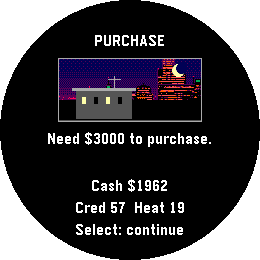 PURCHASE
Need $3000 to purchase.
Cash $1962
Cred 57 Heat 19
Select: continue